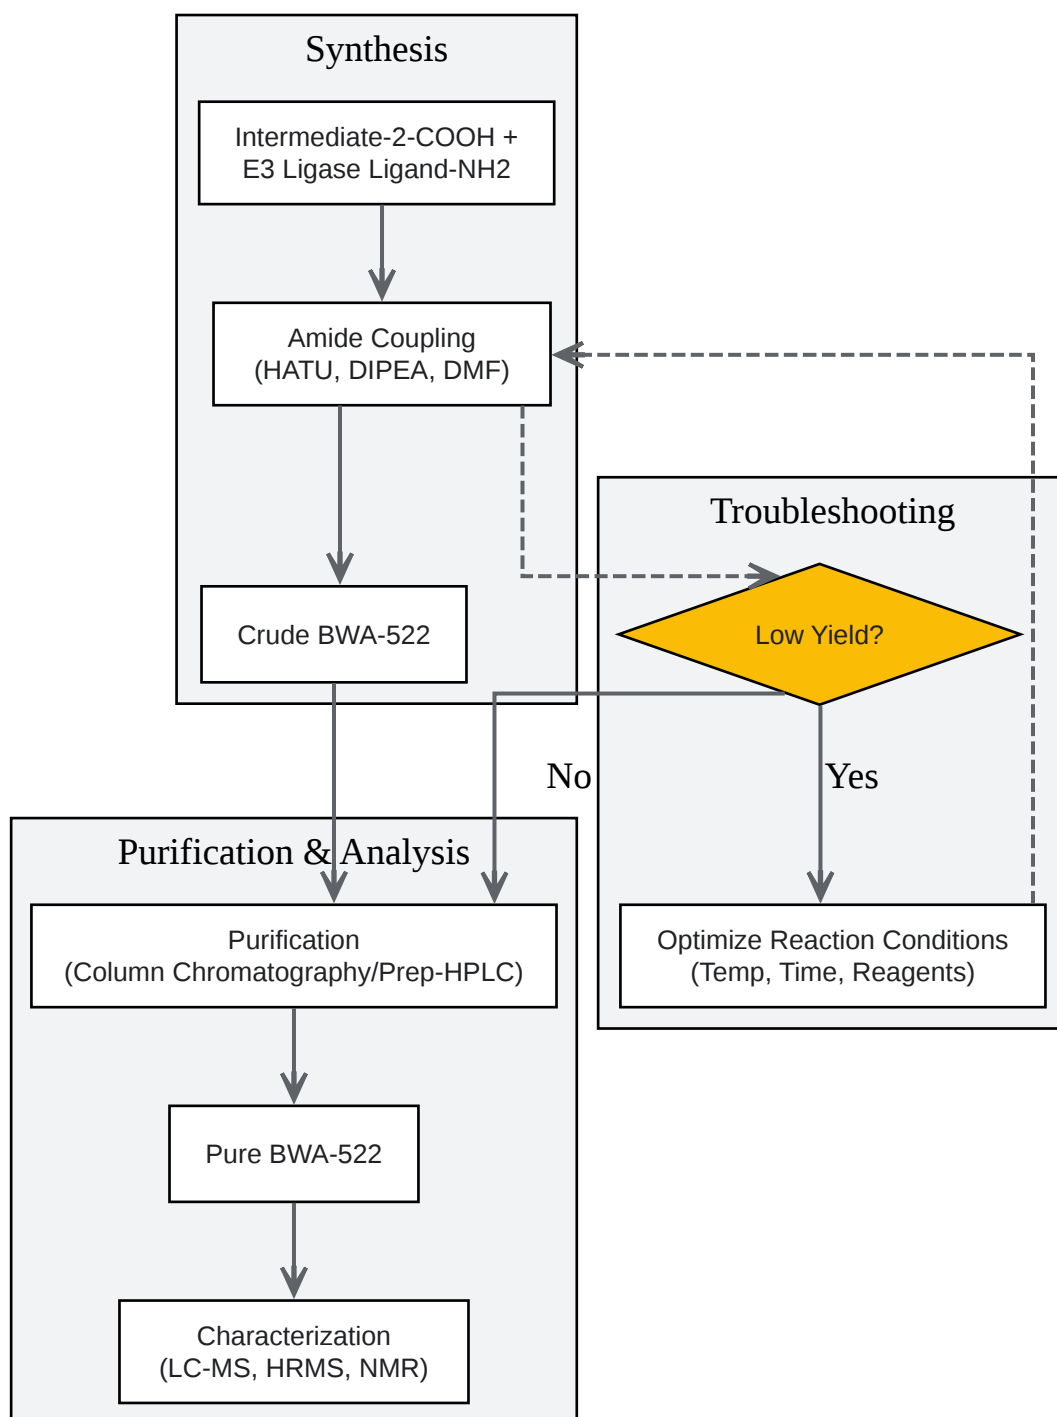 Synthesis
Intermediate-2-COOH +
E3 Ligase Ligand-NH2
Amide Coupling
(HATU, DIPEA, DMF)
Crude BWA-522
Troubleshooting
Low Yield?
No
Yes
Optimize Reaction Conditions
(Temp, Time, Reagents)
Purification & Analysis
Purification
(Column Chromatography/Prep-HPLC)
Pure BWA-522
Characterization
(LC-MS, HRMS, NMR)